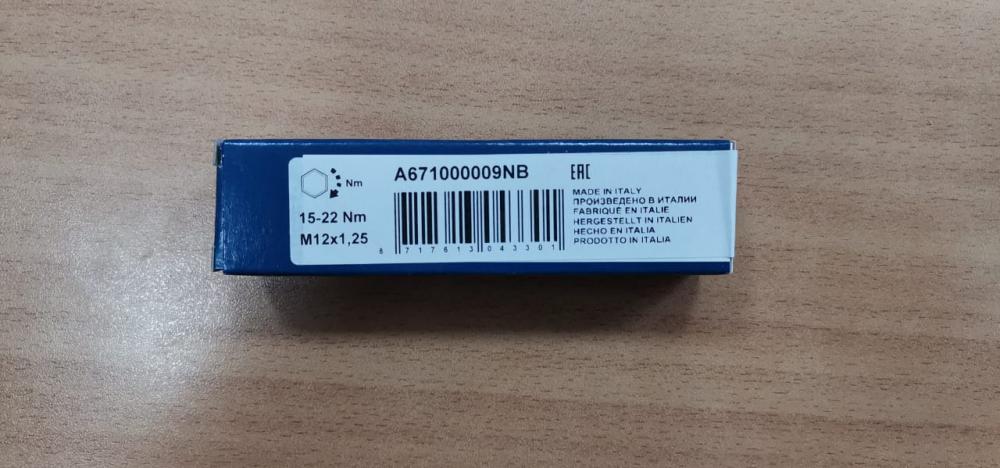 Nm
15-22 Nm
M12x1,25
A671000009NB
8 717613 043301
EAC
MADE IN ITALY
ПРОИЗВЕДЕНО В ИТАЛИИ
FABRIQUÉ EN ITALIE
HERGESTELLT IN ITALIEN
HECHO EN ITALIA
PRODOTTO IN ITALIA